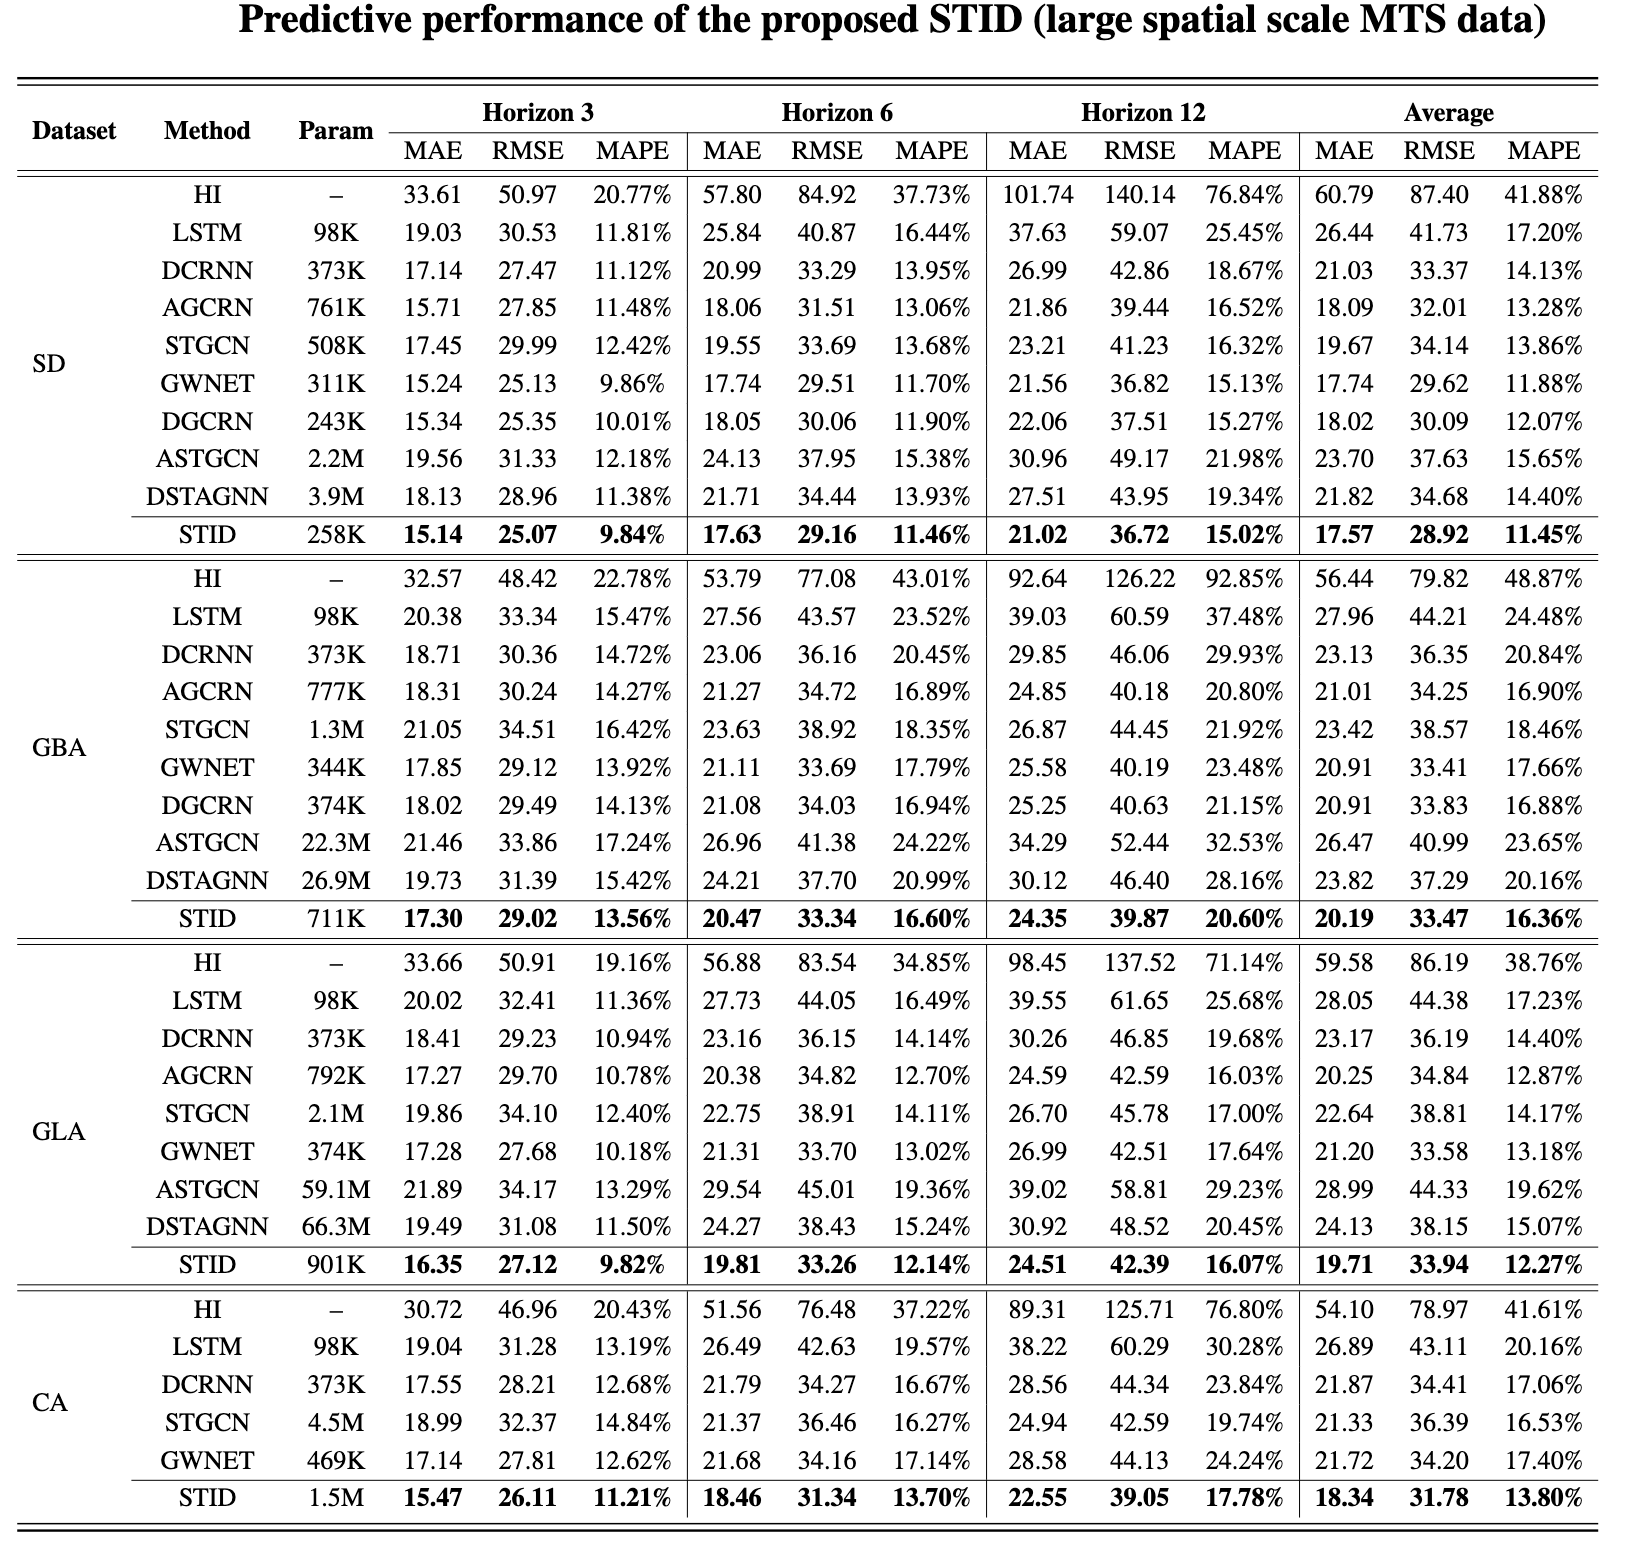 Predictive performance of the proposed STID (large spatial scale MTS data)
Dataset Method Param Horizon 3 Horizon 6 Horizon 12 Average
MAE RMSE MAPE MAE RMSE MAPE MAE RMSE MAPE MAE RMSE MAPE
SD
HI – 33.61 50.97 20.77% 57.80 84.92 37.73% 101.74 140.14 76.84% 60.79 87.40 41.88%
LSTM 98K 19.03 30.53 11.81% 25.84 40.87 16.44% 37.63 59.07 25.45% 26.44 41.73 17.20%
DCRNN 373K 17.14 27.47 11.12% 20.99 33.29 13.95% 26.99 42.86 18.67% 21.03 33.37 14.13%
AGCRN 761K 15.71 27.85 11.48% 18.06 31.51 13.06% 21.86 39.44 16.52% 18.09 32.01 13.28%
STGCN 508K 17.45 29.99 12.42% 19.55 33.69 13.68% 23.21 41.23 16.32% 19.67 34.14 13.86%
GWNET 311K 15.24 25.13 9.86% 17.74 29.51 11.70% 21.56 36.82 15.13% 17.74 29.62 11.88%
DGCRN 243K 15.34 25.35 10.01% 18.05 30.06 11.90% 22.06 37.51 15.27% 18.02 30.09 12.07%
ASTGCN 2.2M 19.56 31.33 12.18% 24.13 37.95 15.38% 30.96 49.17 21.98% 23.70 37.63 15.65%
DSTAGNN 3.9M 18.13 28.96 11.38% 21.71 34.44 13.93% 27.51 43.95 19.34% 21.82 34.68 14.40%
STID 258K 15.14 25.07 9.84% 17.63 29.16 11.46% 21.02 36.72 15.02% 17.57 28.92 11.45%
GBA
HI – 32.57 48.42 22.78% 53.79 77.08 43.01% 92.64 126.22 92.85% 56.44 79.82 48.87%
LSTM 98K 20.38 33.34 15.47% 27.56 43.57 23.52% 39.03 60.59 37.48% 27.96 44.21 24.48%
DCRNN 373K 18.71 30.36 14.72% 23.06 36.16 20.45% 29.85 46.06 29.93% 23.13 36.35 20.84%
AGCRN 777K 18.31 30.24 14.27% 21.27 34.72 16.89% 24.85 40.18 20.80% 21.01 34.25 16.90%
STGCN 1.3M 21.05 34.51 16.42% 23.63 38.92 18.35% 26.87 44.45 21.92% 23.42 38.57 18.46%
GWNET 344K 17.85 29.12 13.92% 21.11 33.69 17.79% 25.58 40.19 23.48% 20.91 33.41 17.66%
DGCRN 374K 18.02 29.49 14.13% 21.08 34.03 16.94% 25.25 40.63 21.15% 20.91 33.83 16.88%
ASTGCN 22.3M 21.46 33.86 17.24% 26.96 41.38 24.22% 34.29 52.44 32.53% 26.47 40.99 23.65%
DSTAGNN 26.9M 19.73 31.39 15.42% 24.21 37.70 20.99% 30.12 46.40 28.16% 23.82 37.29 20.16%
STID 711K 17.30 29.02 13.56% 20.47 33.34 16.60% 24.35 39.87 20.60% 20.19 33.47 16.36%
GLA
HI – 33.66 50.91 19.16% 56.88 83.54 34.85% 98.45 137.52 71.14% 59.58 86.19 38.76%
LSTM 98K 20.02 32.41 11.36% 27.73 44.05 16.49% 39.55 61.65 25.68% 28.05 44.38 17.23%
DCRNN 373K 18.41 29.23 10.94% 23.16 36.15 14.14% 30.26 46.85 19.68% 23.17 36.19 14.40%
AGCRN 792K 17.27 29.70 10.78% 20.38 34.82 12.70% 24.59 42.59 16.03% 20.25 34.84 12.87%
STGCN 2.1M 19.86 34.10 12.40% 22.75 38.91 14.11% 26.70 45.78 17.00% 22.64 38.81 14.17%
GWNET 374K 17.28 27.68 10.18% 21.31 33.70 13.02% 26.99 42.51 17.64% 21.20 33.58 13.18%
ASTGCN 59.1M 21.89 34.17 13.29% 29.54 45.01 19.36% 39.02 58.81 29.23% 28.99 44.33 19.62%
DSTAGNN 66.3M 19.49 31.08 11.50% 24.27 38.43 15.24% 30.92 48.52 20.45% 24.13 38.15 15.07%
STID 901K 16.35 27.12 9.82% 19.81 33.26 12.14% 24.51 42.39 16.07% 19.71 33.94 12.27%
CA
HI – 30.72 46.96 20.43% 51.56 76.48 37.22% 89.31 125.71 76.80% 54.10 78.97 41.61%
LSTM 98K 19.04 31.28 13.19% 26.49 42.63 19.57% 38.22 60.29 30.28% 26.89 43.11 20.16%
DCRNN 373K 17.55 28.21 12.68% 21.79 34.27 16.67% 28.56 44.34 23.84% 21.87 34.41 17.06%
STGCN 4.5M 18.99 32.37 14.84% 21.37 36.46 16.27% 24.94 42.59 19.74% 21.33 36.39 16.53%
GWNET 469K 17.14 27.81 12.62% 21.68 34.16 17.14% 28.58 44.13 24.24% 21.72 34.20 17.40%
STID 1.5M 15.47 26.11 11.21% 18.46 31.34 13.70% 22.55 39.05 17.78% 18.34 31.78 13.80%